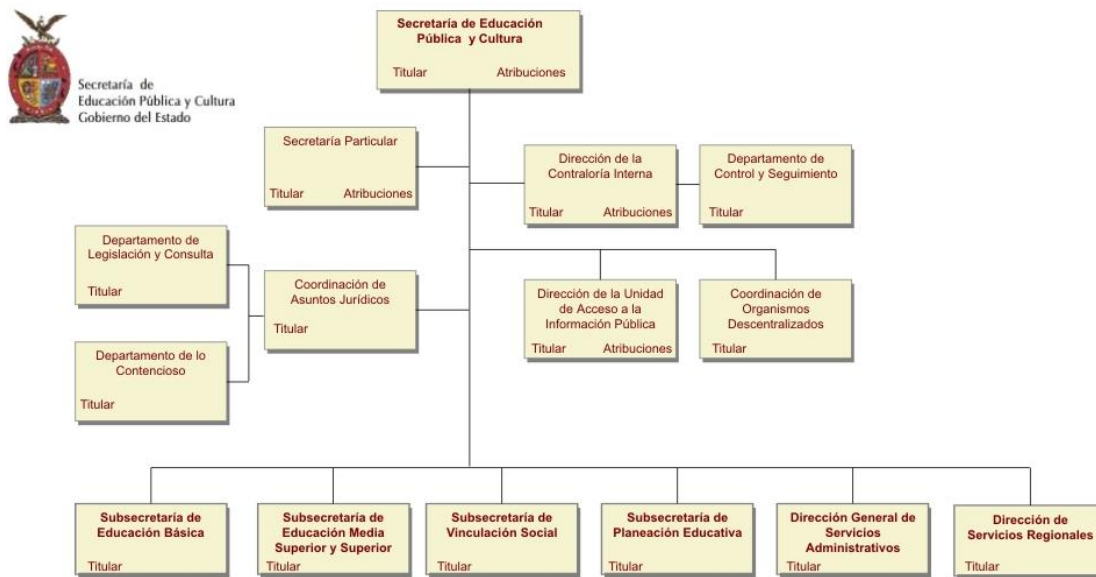 Secretaría de Educación
Pública y Cultura
Titular Atribuciones
Secretaría de
Educación Pública y Cultura
Gobierno del Estado
Secretaría Particular
Titular Atribuciones
Dirección de la
Contraloría Interna
Titular Atribuciones
Departamento de
Control y Seguimiento
Titular
Departamento de
Legislación y Consulta
Titular
Coordinación de
Asuntos Jurídicos
Titular
Dirección de la Unidad
de Acceso a la
Información Pública
Titular Atribuciones
Coordinación de
Organismos
Descentralizados
Titular
Departamento de lo
Contencioso
Titular
Subsecretaría de
Educación Básica
Titular
Subsecretaría de
Educación Media
Superior y Superior
Titular
Subsecretaría de
Vinculación Social
Titular
Subsecretaría de
Planeación Educativa
Titular
Dirección General de
Servicios
Administrativos
Titular
Dirección de
Servicios Regionales
Titular